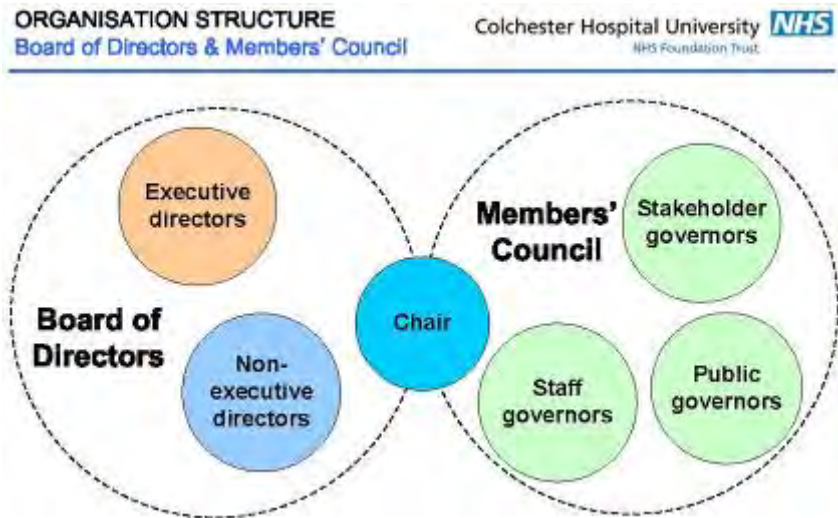 ORGANISATION STRUCTURE
Board of Directors & Members' Council
Colchester Hospital University NHS
NHS Foundation Trust
Executive
directors
Board of
Directors
Non-
executive
directors
Chair
Members'
Council
Stakeholder
governors
Staff
governors
Public
governors